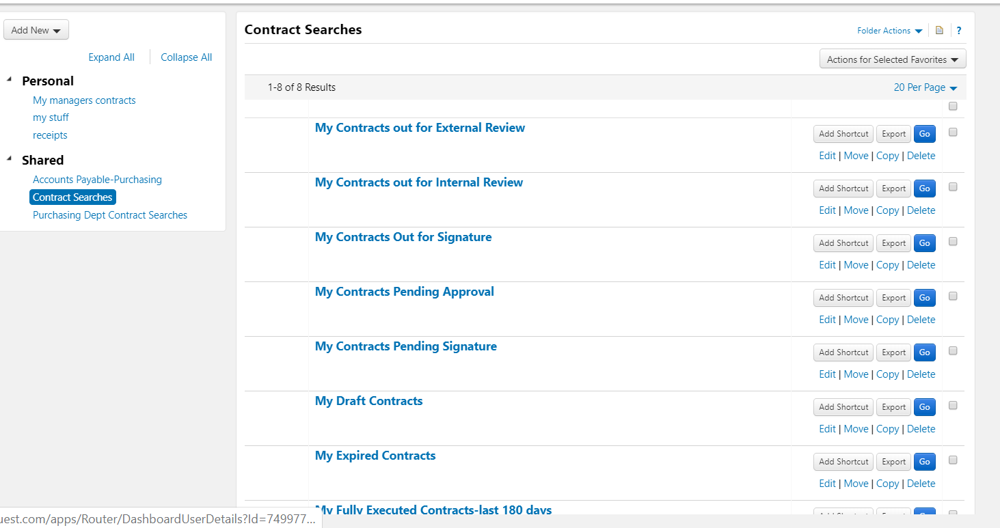 Add New
Expand All
Collapse All
Personal
My managers contracts
my stuff
receipts
Shared
Accounts Payable-Purchasing
Contract Searches
Purchasing Dept Contract Searches
Contract Searches
Folder Actions
?
Actions for Selected Favorites
1-8 of 8 Results
20 Per Page
My Contracts out for External Review
Add Shortcut Export Go
Edit | Move | Copy | Delete
My Contracts out for Internal Review
Add Shortcut Export Go
Edit | Move | Copy | Delete
My Contracts Out for Signature
Add Shortcut Export Go
Edit | Move | Copy | Delete
My Contracts Pending Approval
Add Shortcut Export Go
Edit | Move | Copy | Delete
My Contracts Pending Signature
Add Shortcut Export Go
Edit | Move | Copy | Delete
My Draft Contracts
Add Shortcut Export Go
Edit | Move | Copy | Delete
My Expired Contracts
Add Shortcut Export Go
Edit | Move | Copy | Delete
My Fully Executed Contracts-last 180 days
uest.com/apps/Router/DashboardUserDetails?Id=749977...